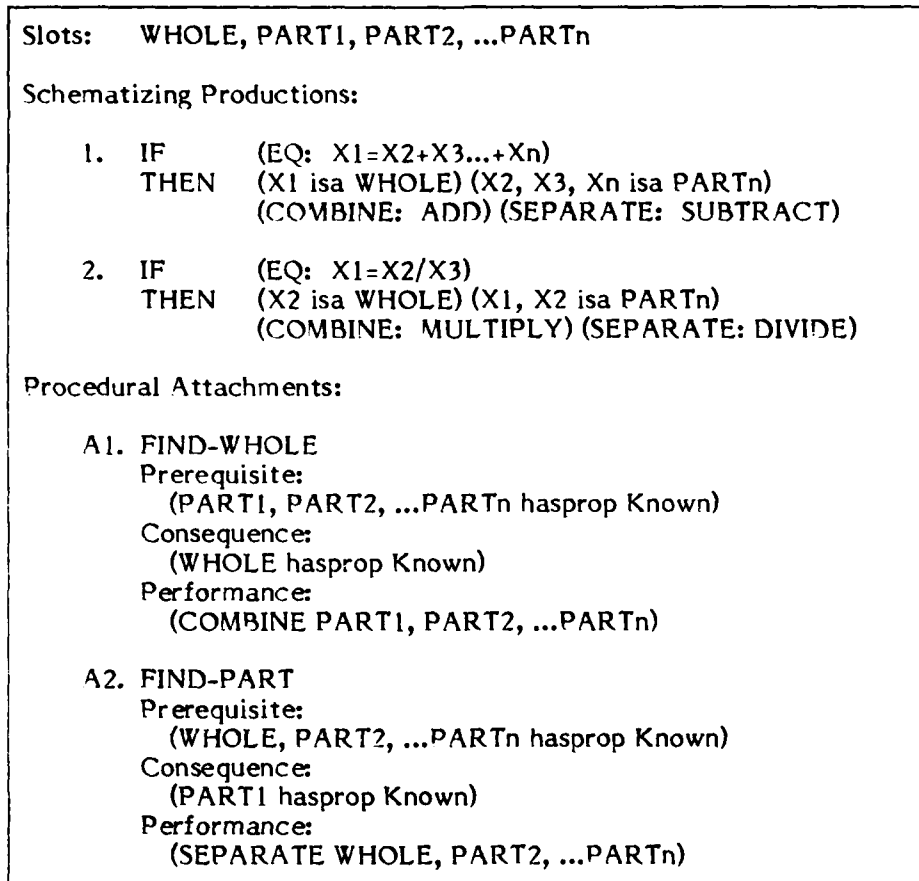 Slots: WHOLE, PART1, PART2, ...PARTn
Schematizing Productions:
1. IF (EQ: X1=X2+X3...+Xn)
THEN (X1 isa WHOLE) (X2, X3, Xn isa PARTn)
(COMBINE: ADD) (SEPARATE: SUBTRACT)
2. IF (EQ: X1=X2/X3)
THEN (X2 isa WHOLE) (X1, X2 isa PARTn)
(COMBINE: MULTIPLY) (SEPARATE: DIVIDE)
Procedural Attachments:
A1. FIND-WHOLE
Prerequisite:
(PART1, PART2, ...PARTn hasprop Known)
Consequence:
(WHOLE hasprop Known)
Performance:
(COMBINE PART1, PART2, ...PARTn)
A2. FIND-PART
Prerequisite:
(WHOLE, PART2, ...PARTn hasprop Known)
Consequence:
(PART1 hasprop Known)
Performance:
(SEPARATE WHOLE, PART2, ...PARTn)